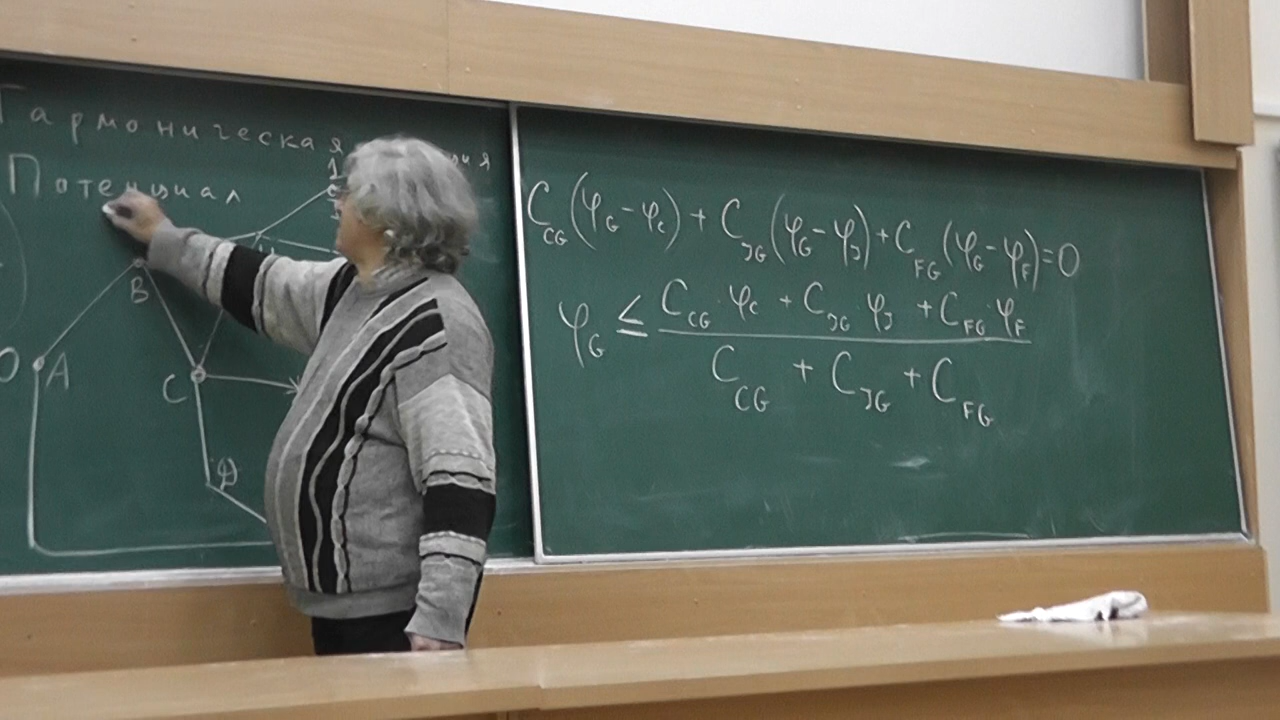 Гармоническая
Потенциал
B
A
C
D
C_CG (φ_G - φ_C) + C_JG (φ_G - φ_J) + C_FG (φ_G - φ_F) = 0
φ_G ≤ (C_CG · φ_C + C_JG · φ_J + C_FG · φ_F) / (C_CG + C_JG + C_FG)